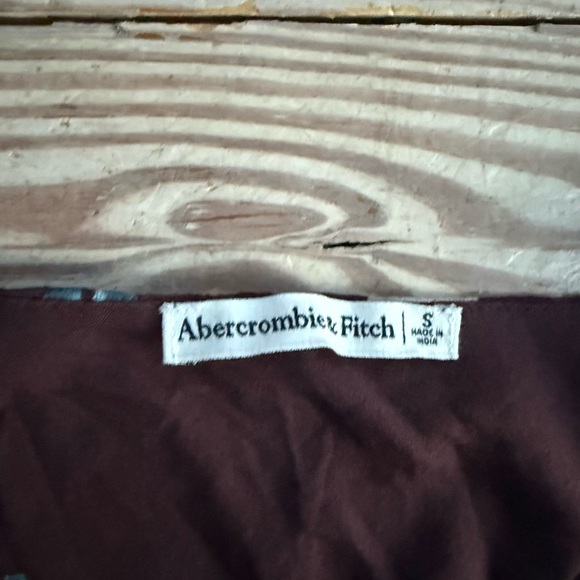 Abercrombie & Fitch | S
MADE IN
INDIA